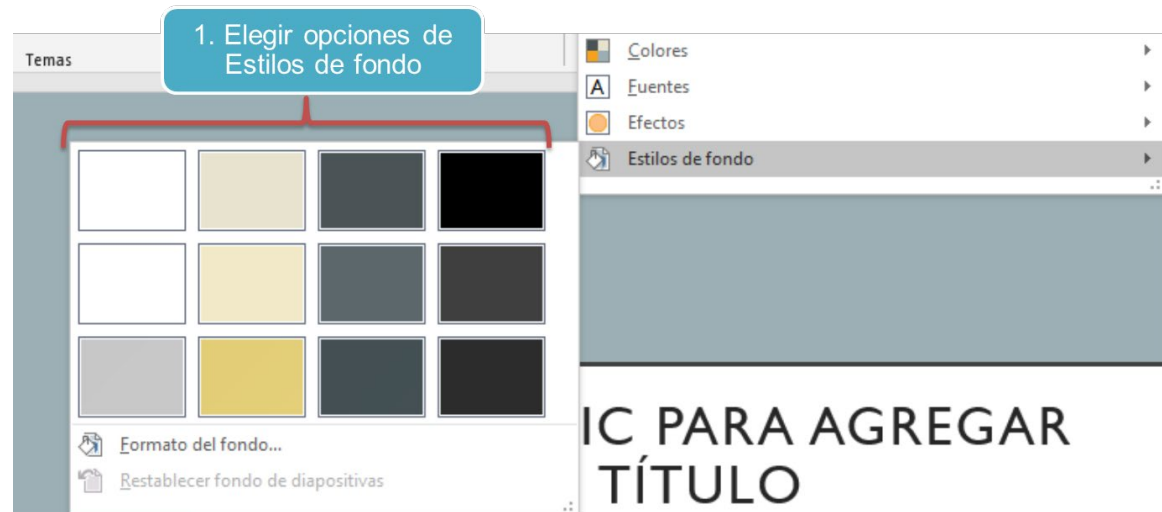 1. Elegir opciones de
Estilos de fondo
Temas
Colores
A Fuentes
Efectos
Estilos de fondo
Formato del fondo...
Restablecer fondo de diapositivas
IC PARA AGREGAR
TÍTULO